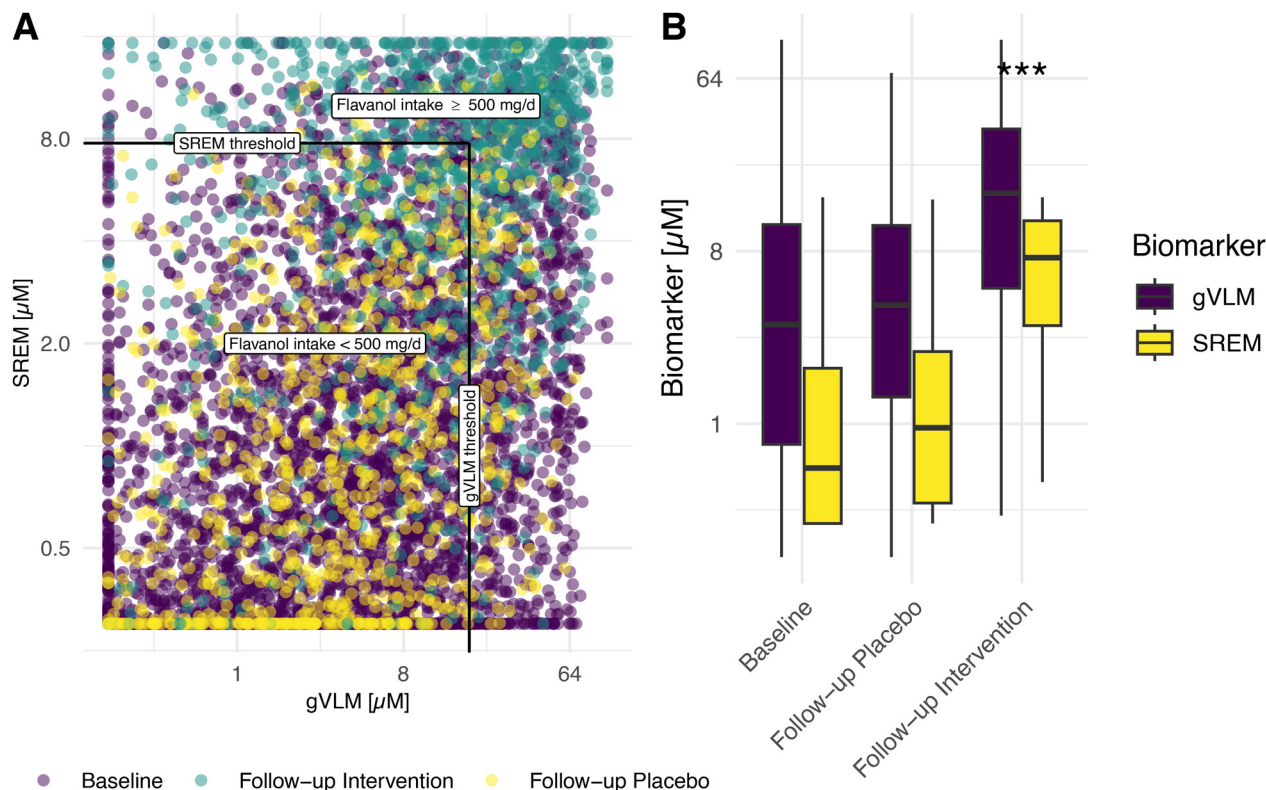 A
SREM [µM]
8.0
2.0
0.5
Flavanol intake ≥ 500 mg/d
SREM threshold
Flavanol intake < 500 mg/d
gVLM threshold
1
8
64
gVLM [µM]
Baseline
Follow−up Intervention
Follow−up Placebo
B
Biomarker [µM]
64
8
1
***
Baseline
Follow−up Placebo
Follow−up Intervention
Biomarker
gVLM
SREM